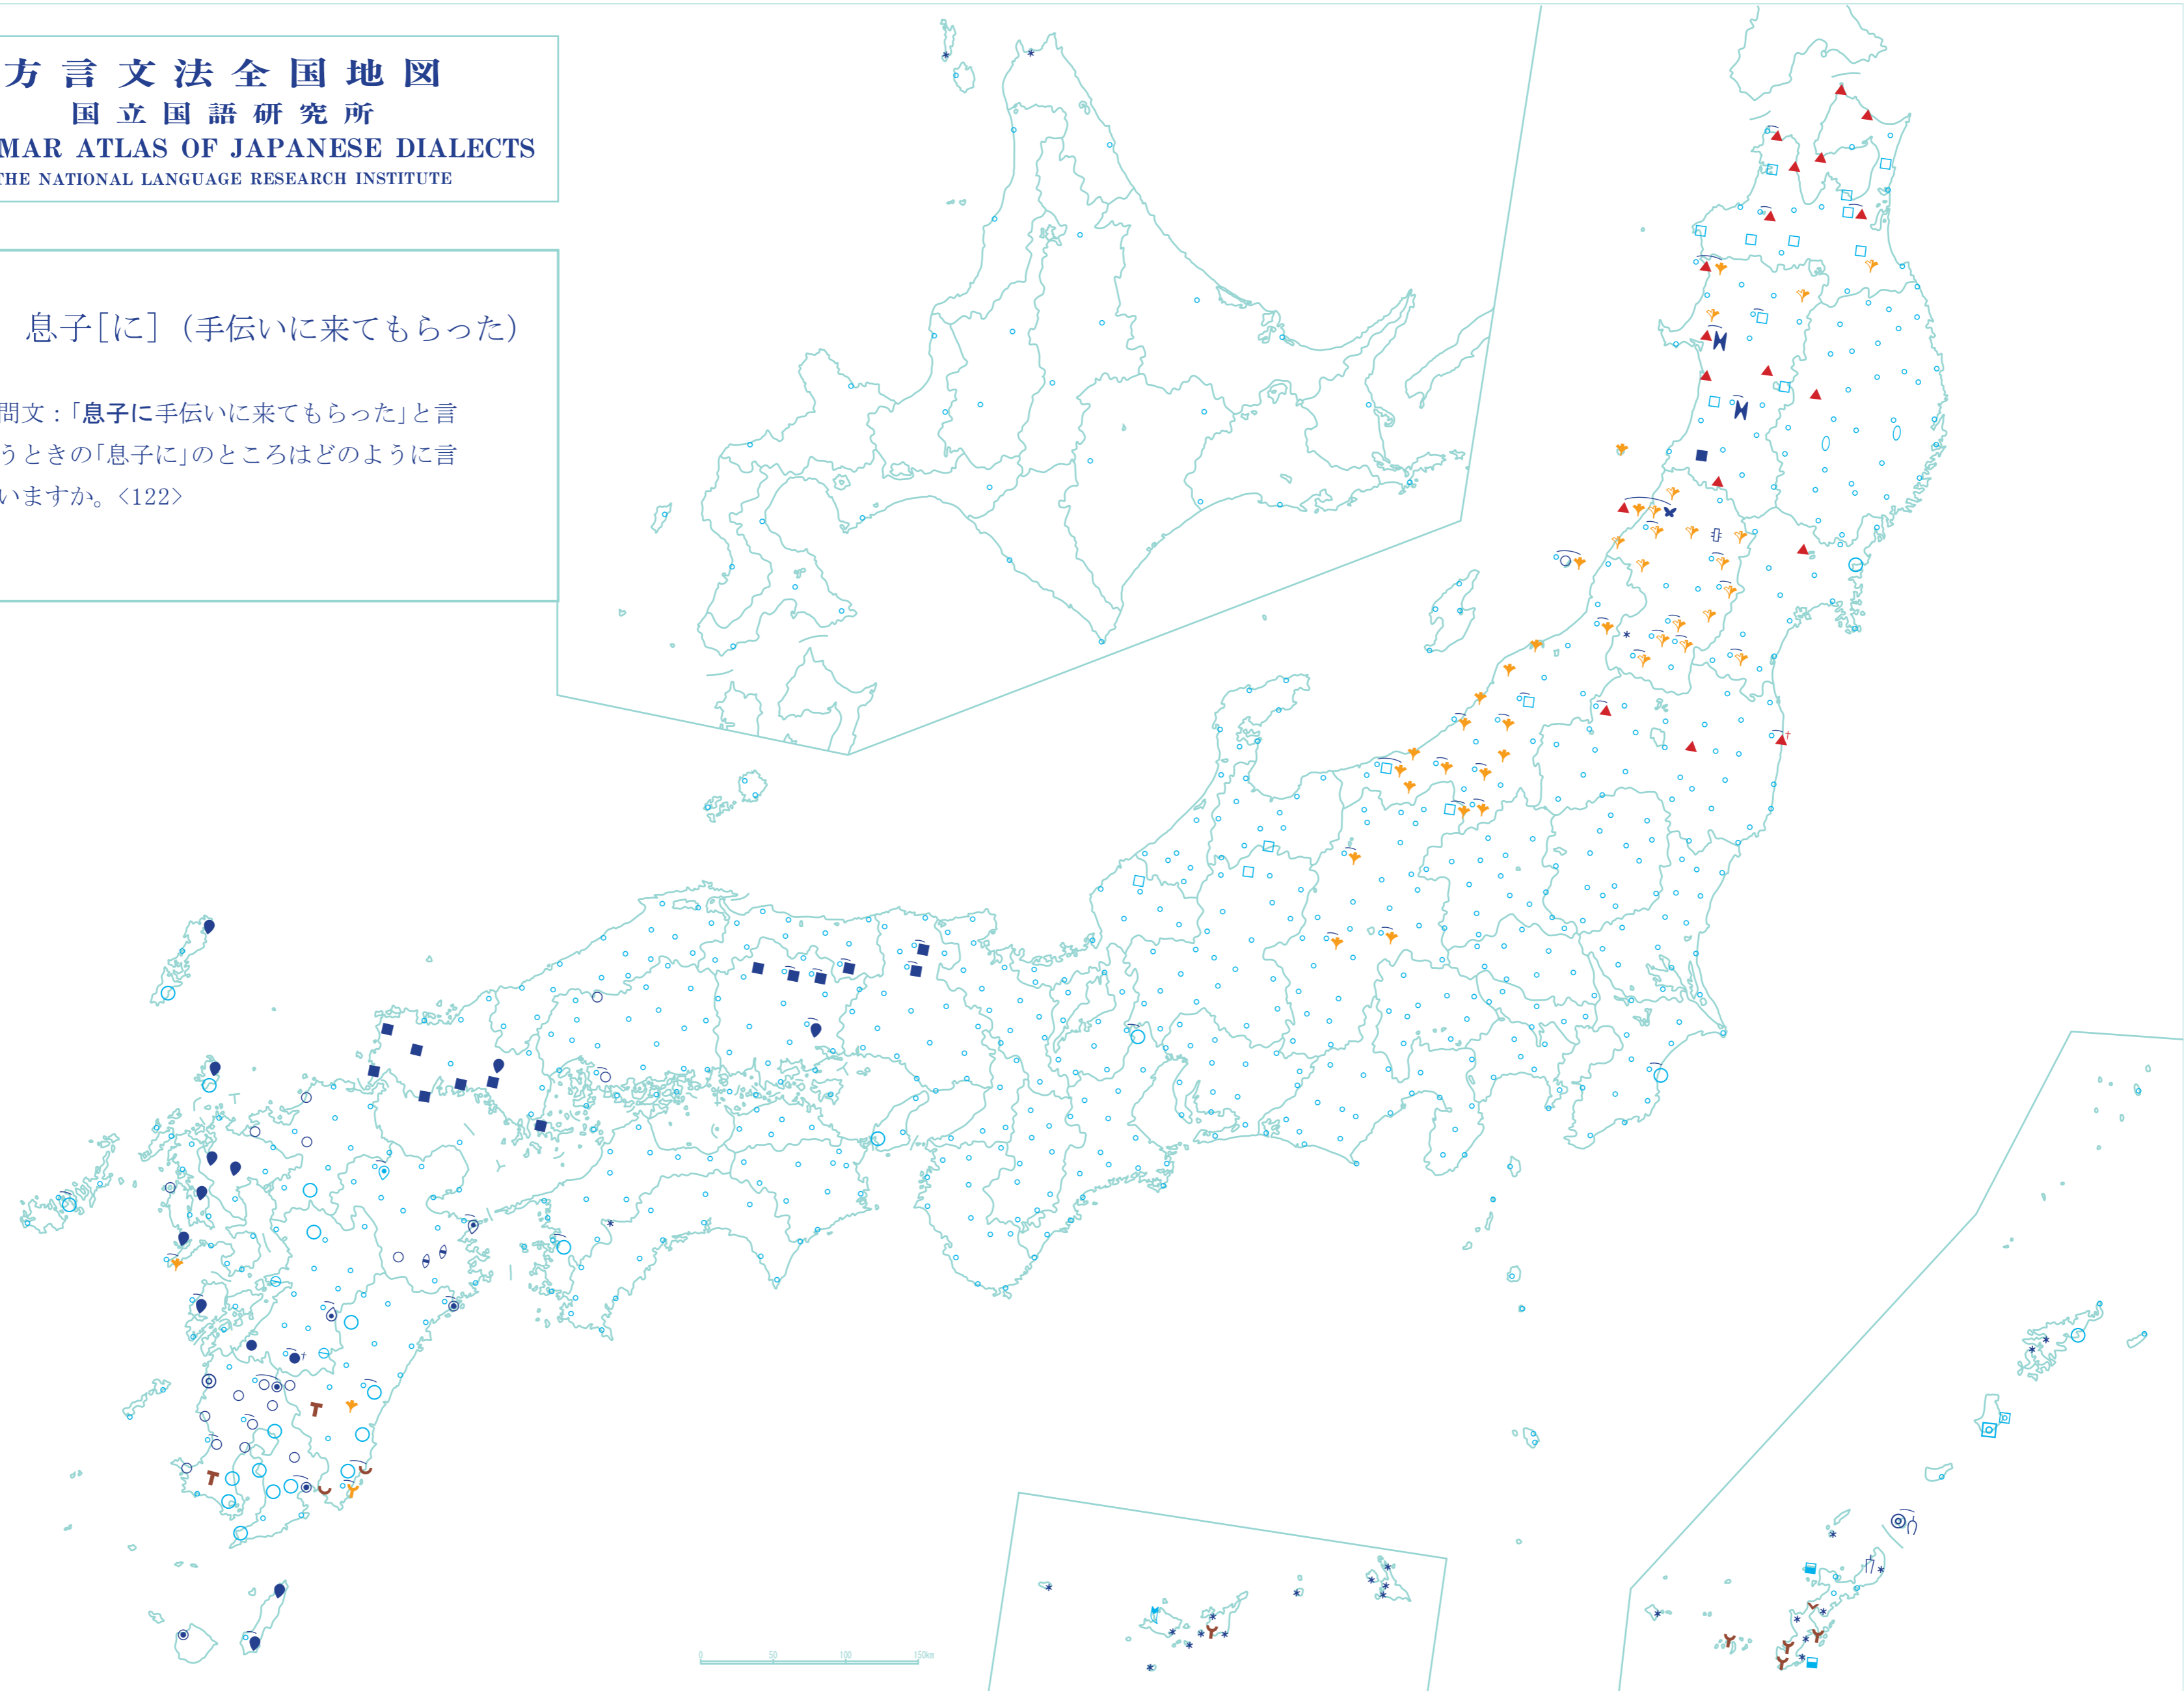 方言文法全国地図
国立国語研究所
MAR ATLAS OF JAPANESE DIALECTS
THE NATIONAL LANGUAGE RESEARCH INSTITUTE
息子[に]（手伝いに来てもらった）
問文：「息子に手伝いに来てもらった」と言
うときの「息子に」のところはどのように言
いますか。<122>
0 50 100 150km